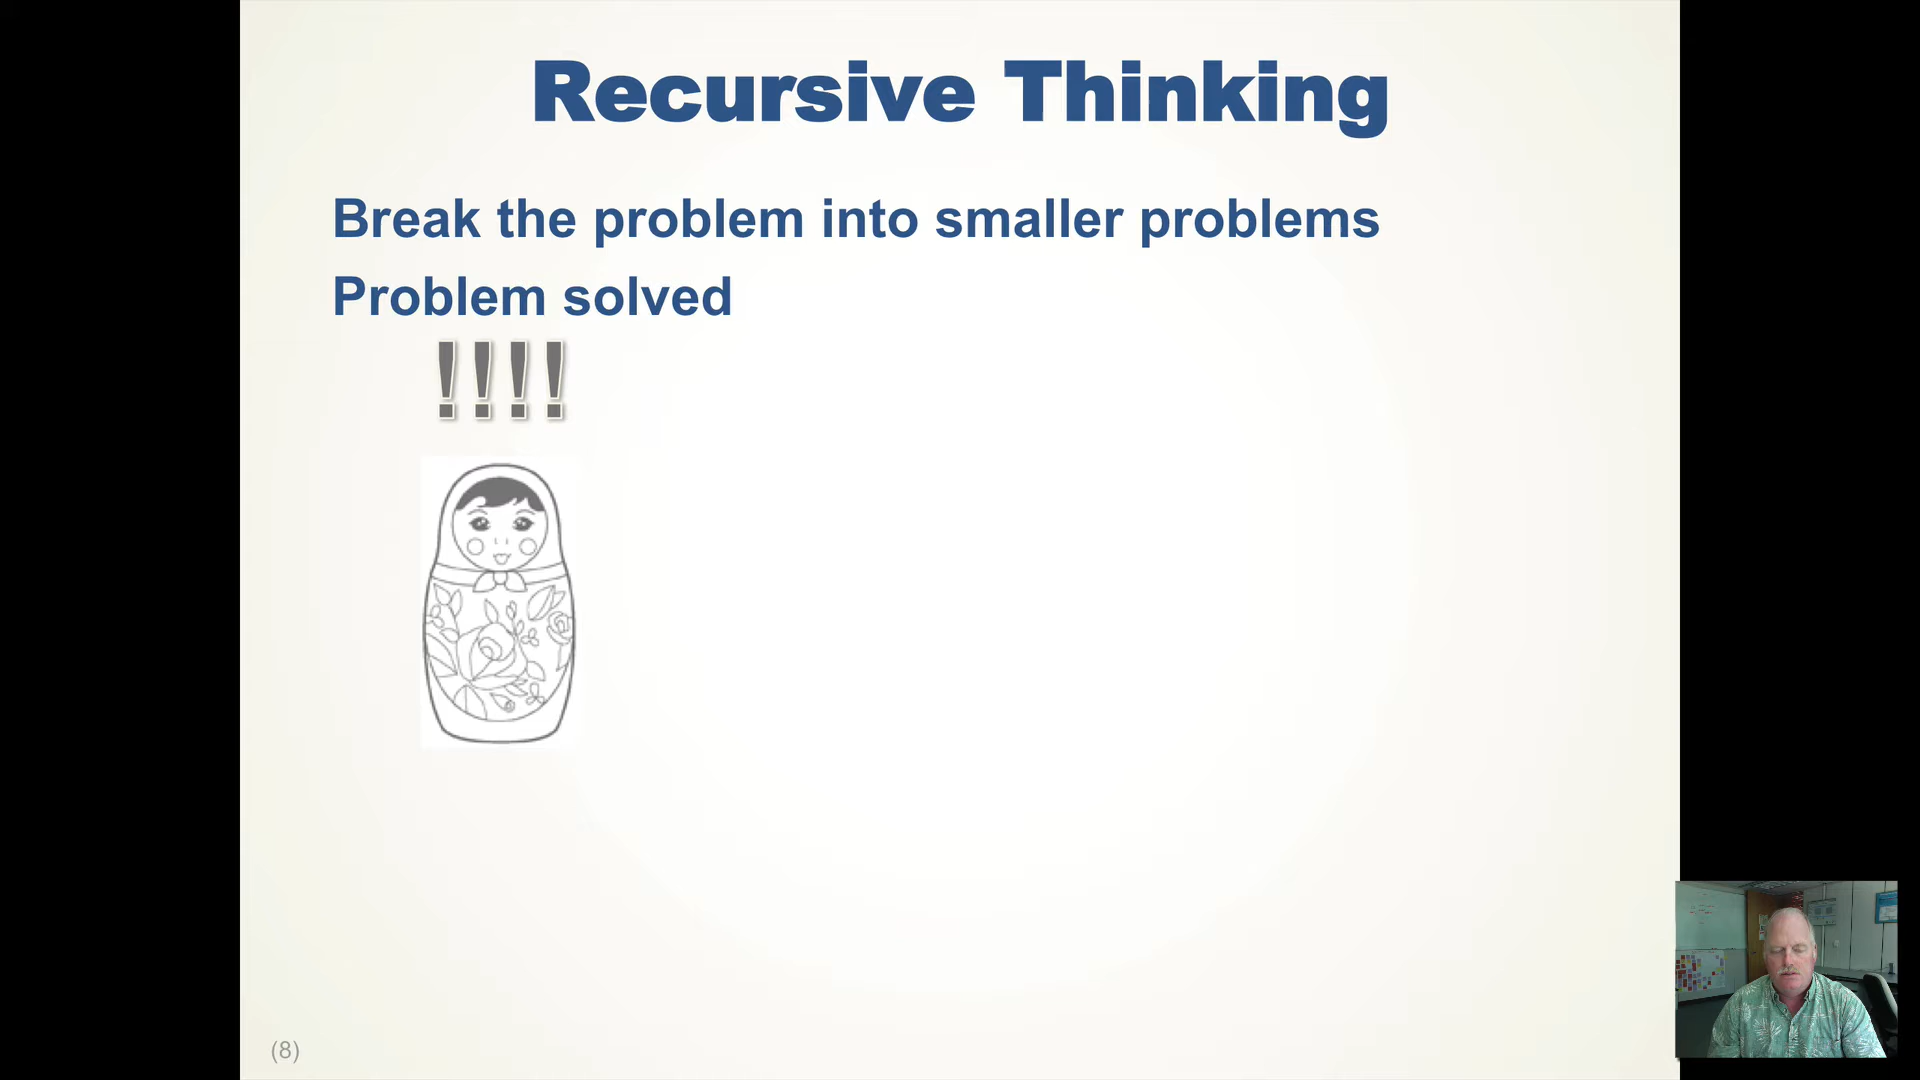 Recursive Thinking
Break the problem into smaller problems
Problem solved
!!!!
(8)